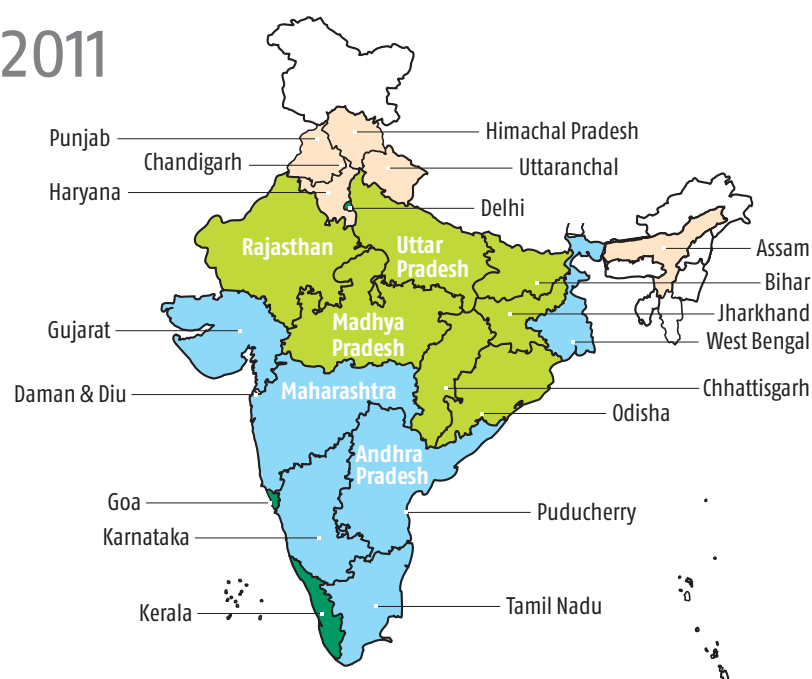 2011
Punjab
Himachal Pradesh
Chandigarh
Uttaranchal
Haryana
Delhi
Rajasthan
Uttar
Pradesh
Assam
Bihar
Jharkhand
Gujarat
Madhya
Pradesh
West Bengal
Daman & Diu
Maharashtra
Chhattisgarh
Odisha
Andhra
Pradesh
Goa
Puducherry
Karnataka
Kerala
Tamil Nadu